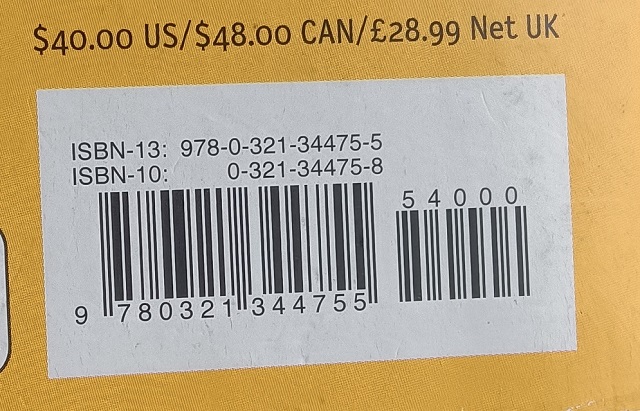 $40.00 US/$48.00 CAN/£28.99 Net UK
ISBN-13: 978-0-321-34475-5
ISBN-10: 0-321-34475-8
54000
9 780321 344755